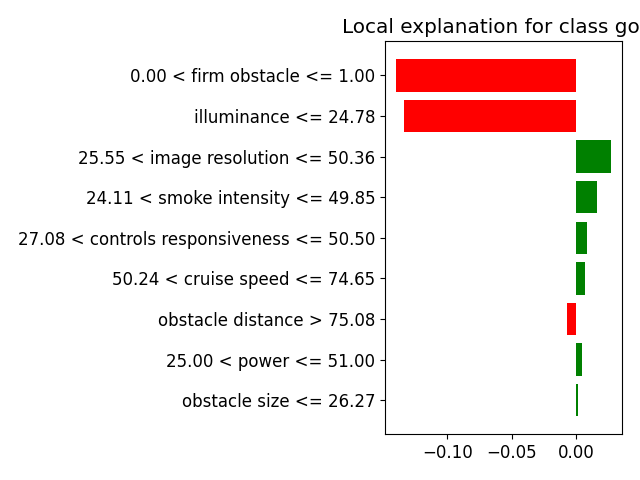 Local explanation for class go
0.00 < firm obstacle <= 1.00
illuminance <= 24.78
25.55 < image resolution <= 50.36
24.11 < smoke intensity <= 49.85
27.08 < controls responsiveness <= 50.50
50.24 < cruise speed <= 74.65
obstacle distance > 75.08
25.00 < power <= 51.00
obstacle size <= 26.27
−0.10 −0.05 0.00